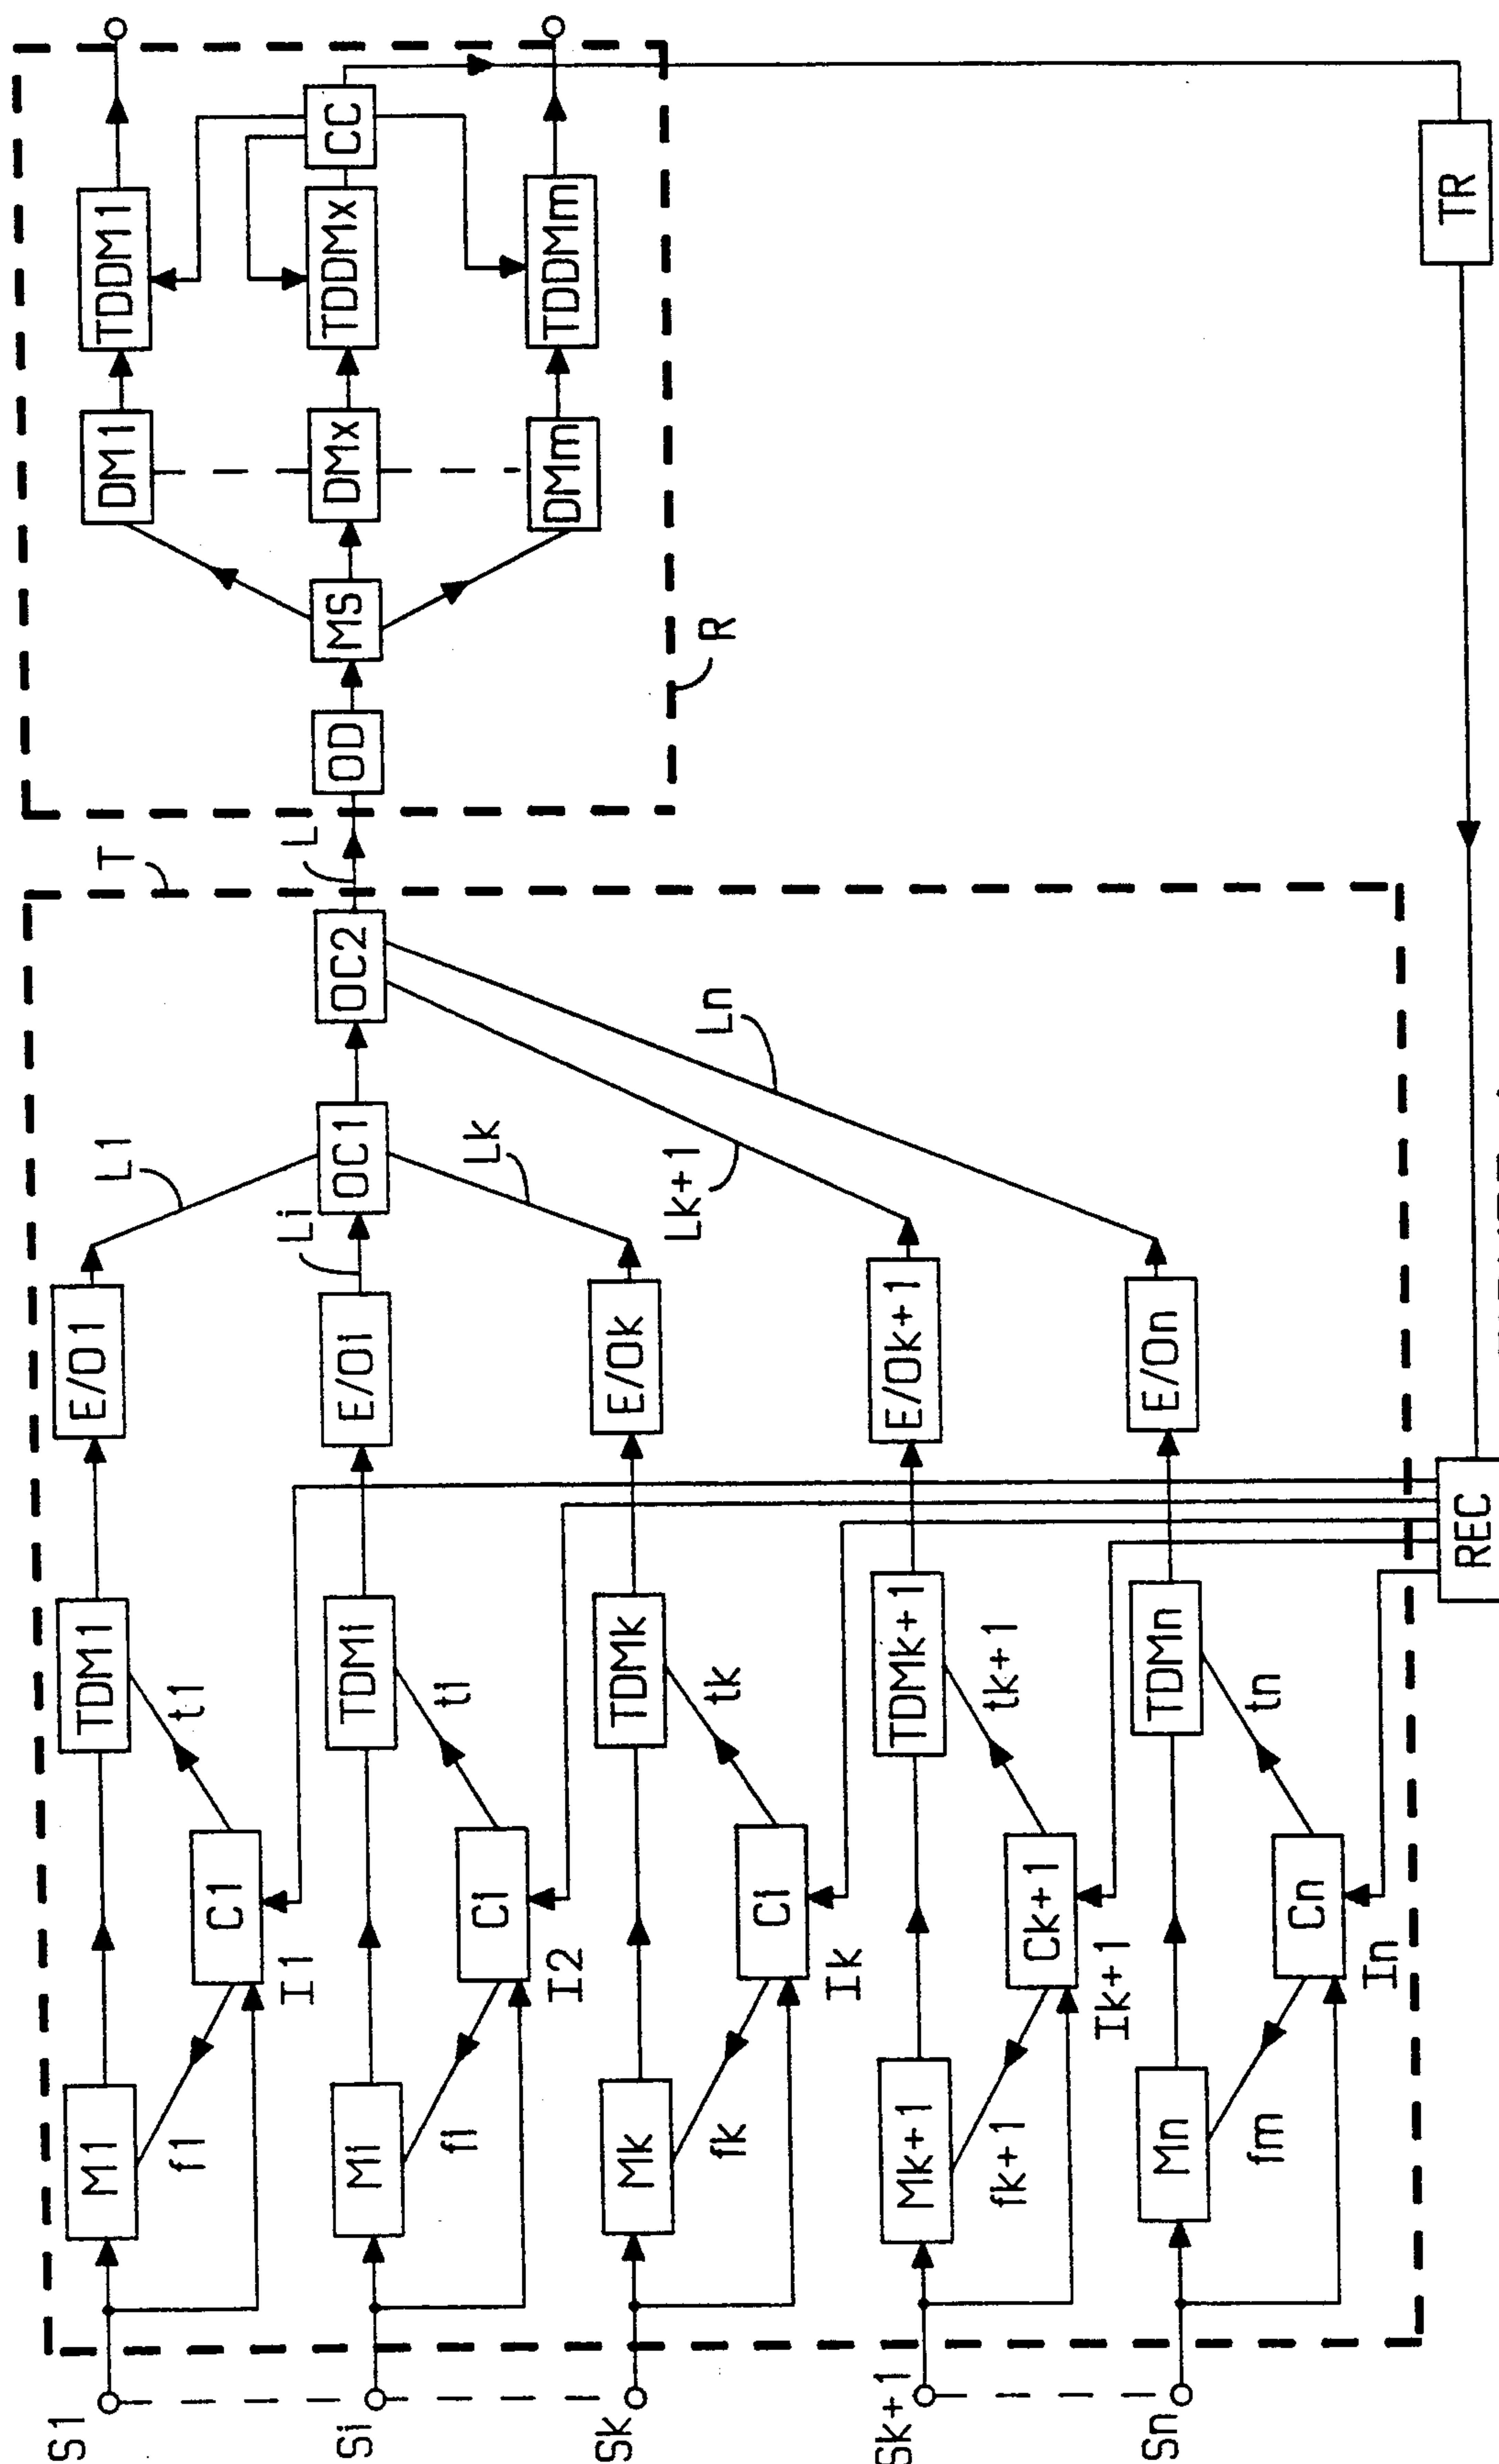 S1
M1
f1
C1
I1
t1
TDM1
E/O1
L1
Si
Mi
fi
Ci
I2
ti
TDMi
E/Oi
Li
OC1
OC2
Sk
Mk
fk
Ci
Ik
tk
TDMk
E/Ok
Lk
Sk+1
Mk+1
fk+1
Ck+1
Ik+1
tk+1
TDMk+1
E/Ok+1
Lk+1
Sn
Mn
fm
Cn
In
tn
TDMn
E/On
Ln
REC
T
L
OD
MS
DM1
DMx
DMm
TDDM1
TDDMx
TDDMm
CC
R
TR